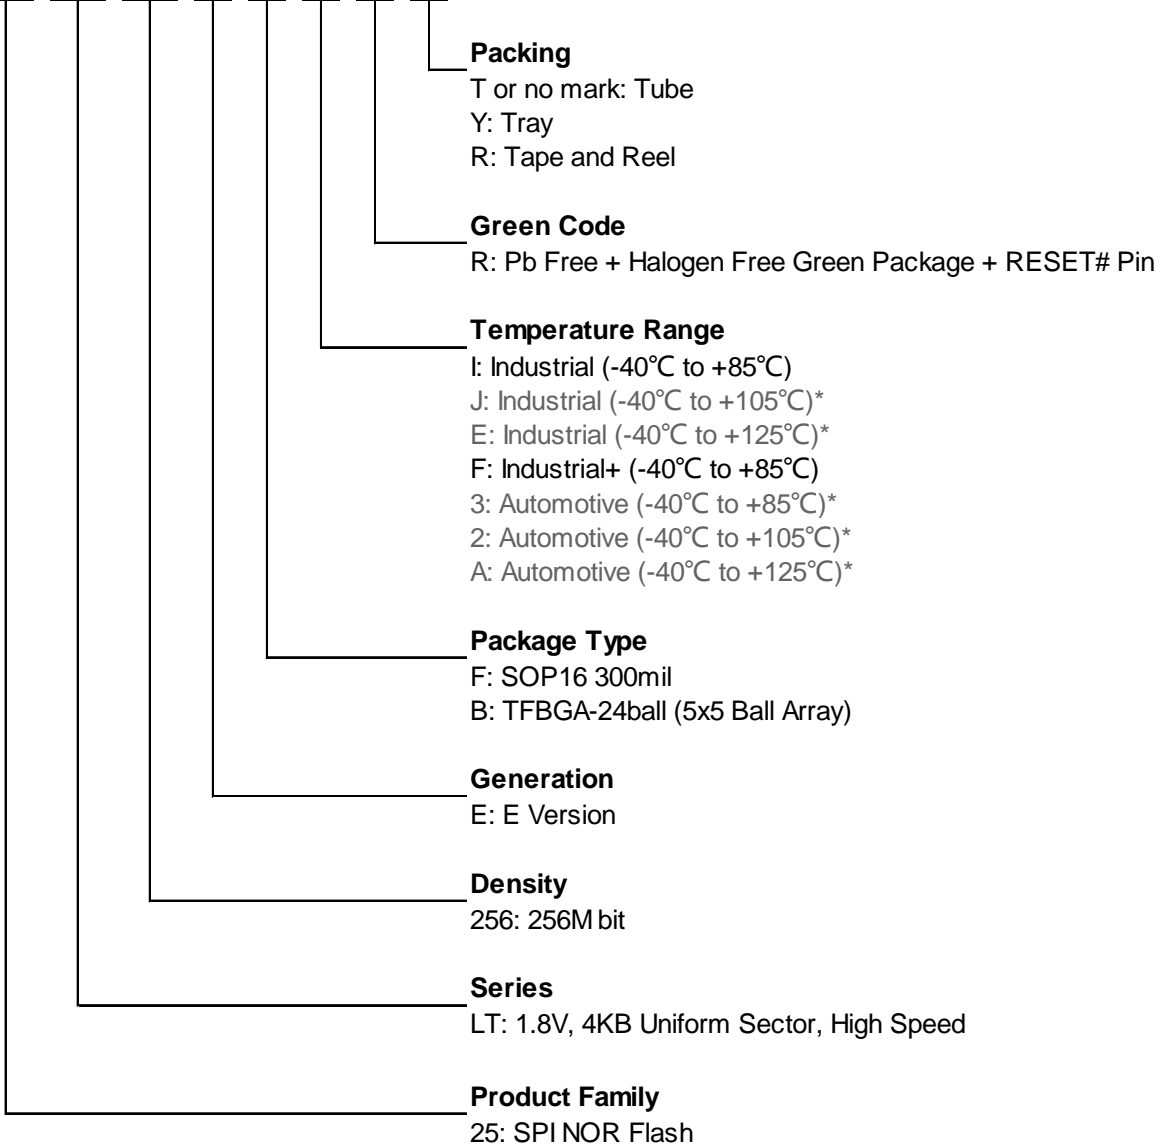 Packing
T or no mark: Tube
Y: Tray
R: Tape and Reel
Green Code
R: Pb Free + Halogen Free Green Package + RESET# Pin
Temperature Range
I: Industrial (-40℃ to +85℃)
J: Industrial (-40℃ to +105℃)*
E: Industrial (-40℃ to +125℃)*
F: Industrial+ (-40℃ to +85℃)
3: Automotive (-40℃ to +85℃)*
2: Automotive (-40℃ to +105℃)*
A: Automotive (-40℃ to +125℃)*
Package Type
F: SOP16 300mil
B: TFBGA-24ball (5x5 Ball Array)
Generation
E: E Version
Density
256: 256M bit
Series
LT: 1.8V, 4KB Uniform Sector, High Speed
Product Family
25: SPI NOR Flash